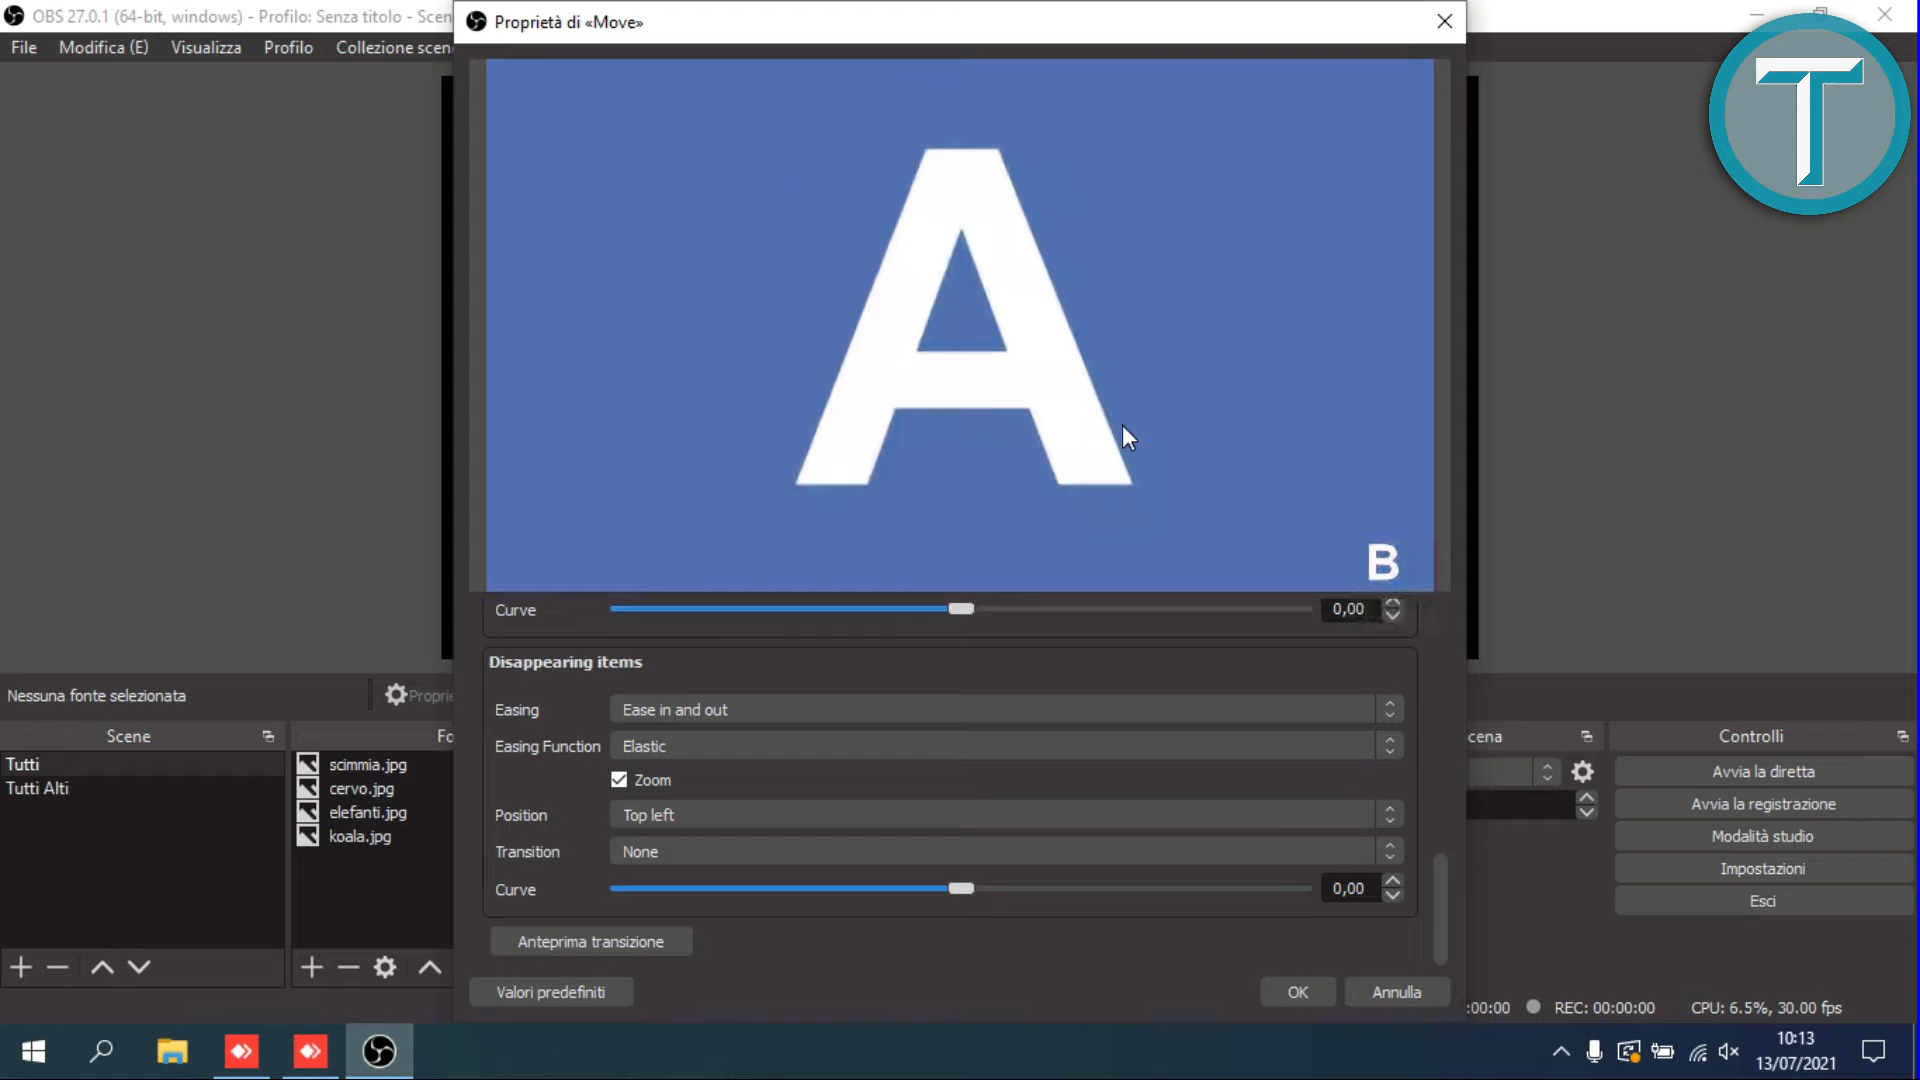 OBS 27.0.1 (64-bit, windows) - Profilo: Senza titolo - Scen
Proprietà di «Move»
File Modifica (E) Visualizza Profilo Collezione scen
T
A
B
Curve 0,00
Disappearing items
Easing Ease in and out
Easing Function Elastic
Zoom
Position Top left
Transition None
Curve 0,00
Anteprima transizione
Valori predefiniti OK Annulla
Nessuna fonte selezionata Proprie
Scene
Tutti
Tutti Alti
Fo
scimmia.jpg
cervo.jpg
elefanti.jpg
koala.jpg
cena
Controlli
Avvia la diretta
Avvia la registrazione
Modalità studio
Impostazioni
Esci
:00:00 REC: 00:00:00 CPU: 6.5%, 30.00 fps
10:13
13/07/2021